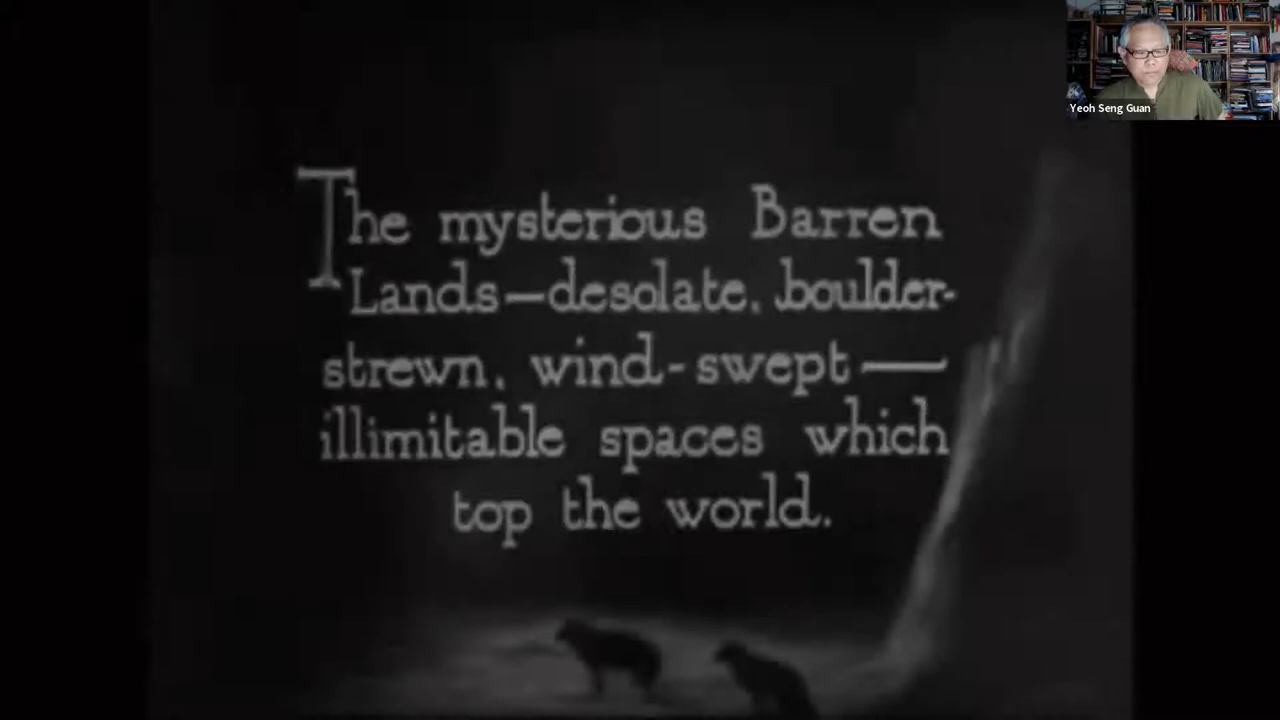 Yeoh Seng Guan
The mysterious Barren
Lands—desolate, boulder-
strewn, wind-swept—
illimitable spaces which
top the world.